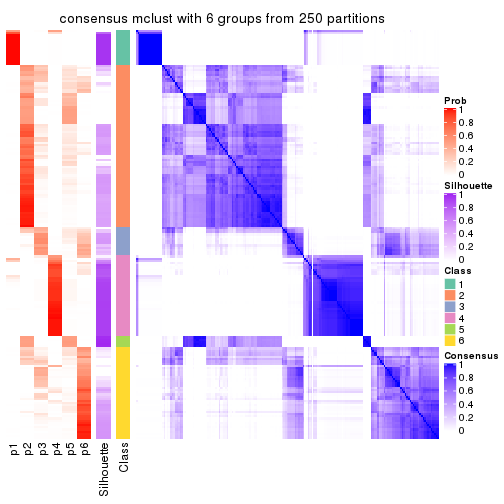 consensus mclust with 6 groups from 250 partitions
Prob
1
0.8
0.6
0.4
0.2
0
Silhouette
1
0.8
0.6
0.4
0.2
0
Class
1
2
3
4
5
6
Consensus
1
0.8
0.6
0.4
0.2
0
p1
p2
p3
p4
p5
p6
Silhouette
Class